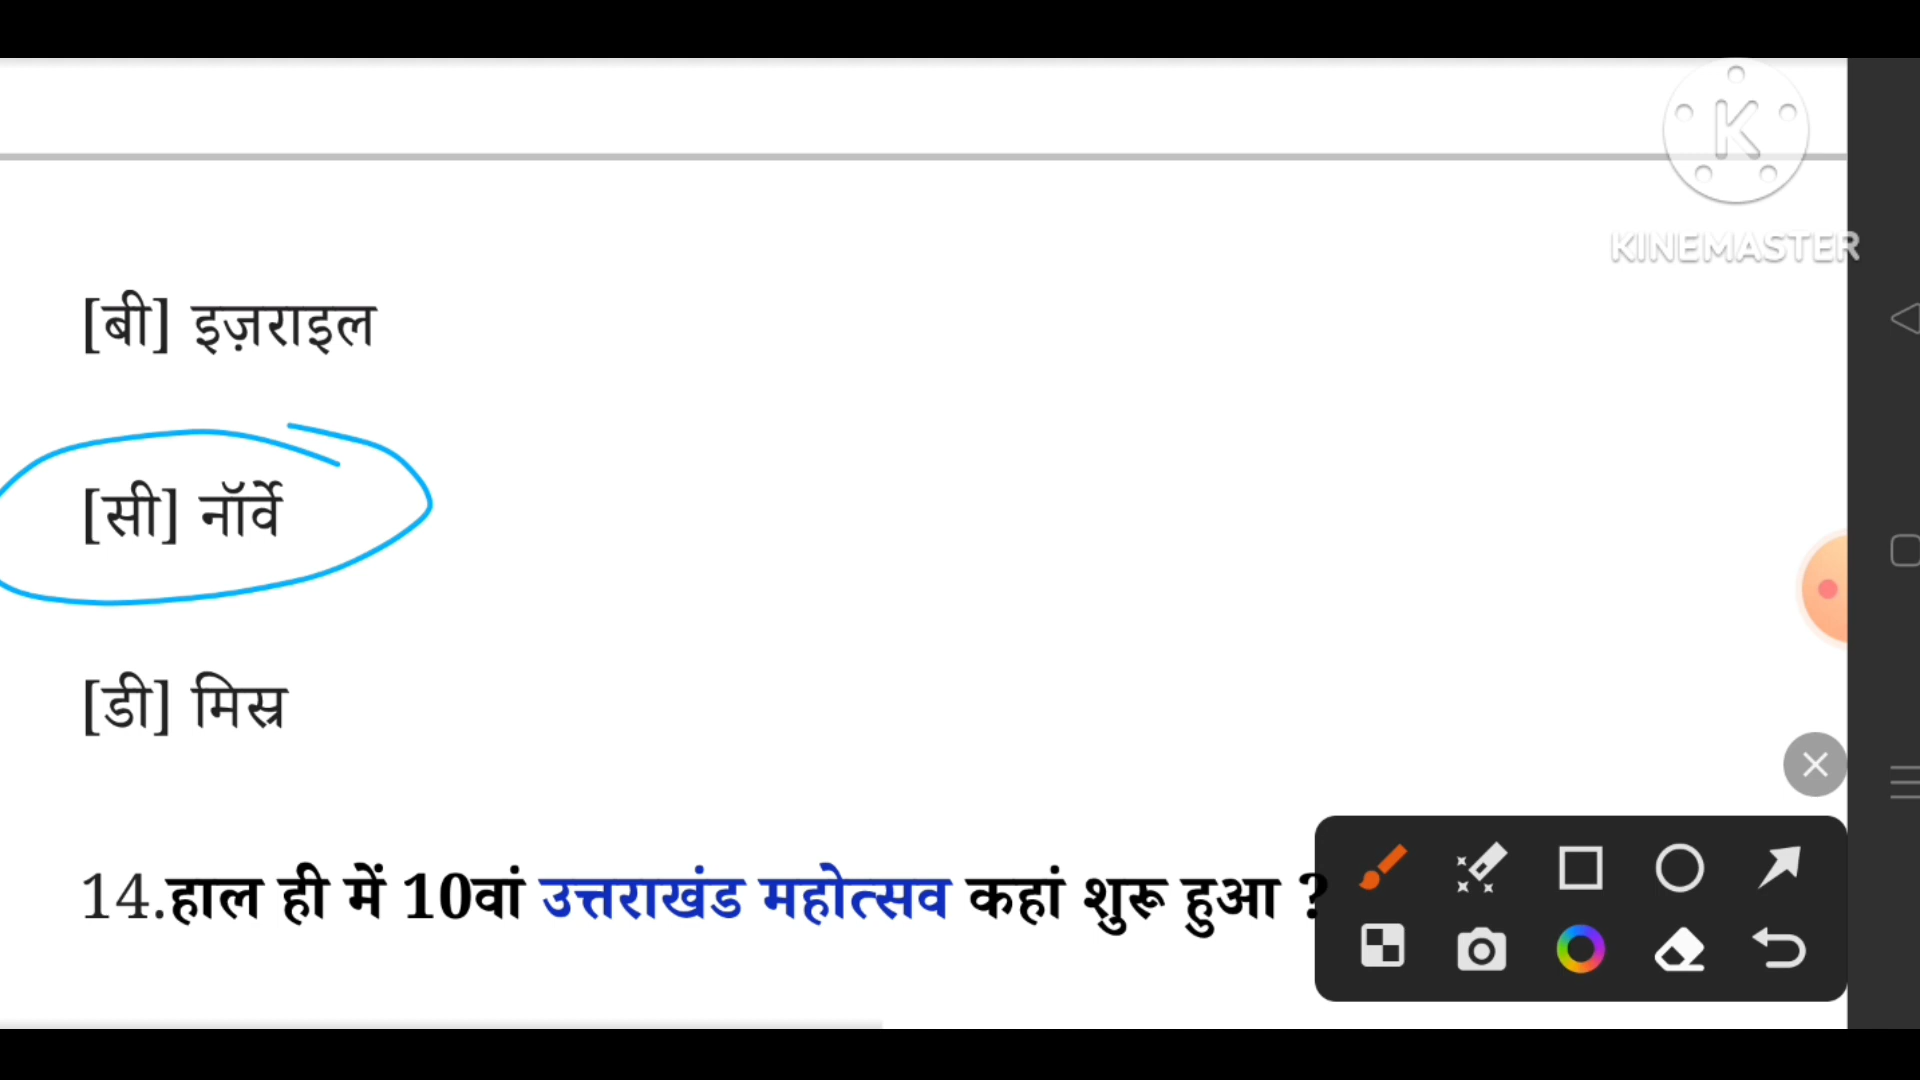 K
KINEMASTER
[बी] इज़राइल
[सी] नॉर्वे
[डी] मिस्र
14.हाल ही में 10वां उत्तराखंड महोत्सव कहां शुरू हुआ ?